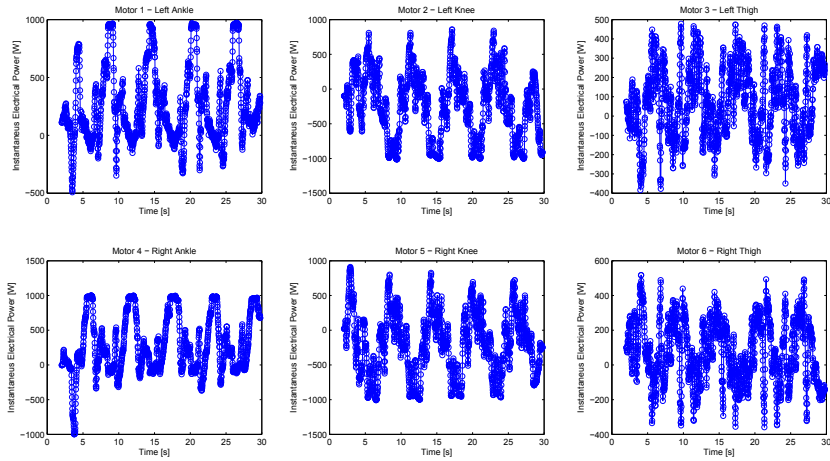 Motor 1 − Left Ankle
Instantaneus Electrical Power [W]
1000
500
0
−500
0 5 10 15 20 25 30
Time [s]
Motor 2 − Left Knee
Instantaneus Electrical Power [W]
1000
500
0
−500
−1000
−1500
0 5 10 15 20 25 30
Time [s]
Motor 3 − Left Thigh
Instantaneus Electrical Power [W]
500
400
300
200
100
0
−100
−200
−300
−400
0 5 10 15 20 25 30
Time [s]
Motor 4 − Right Ankle
Instantaneus Electrical Power [W]
1500
1000
500
0
−500
−1000
0 5 10 15 20 25 30
Time [s]
Motor 5 − Right Knee
Instantaneus Electrical Power [W]
1000
500
0
−500
−1000
−1500
0 5 10 15 20 25 30
Time [s]
Motor 6 − Right Thigh
Instantaneus Electrical Power [W]
600
400
200
0
−200
−400
0 5 10 15 20 25 30
Time [s]